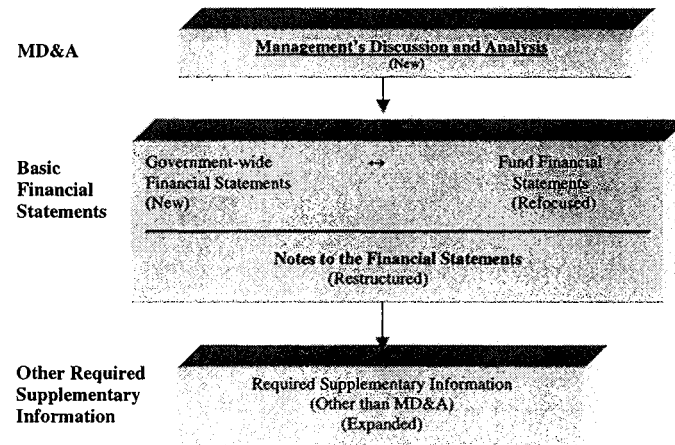 MD&A
Management's Discussion and Analysis
(New)
Basic
Financial
Statements
Government-wide
Financial Statements
(New)
↔
Fund Financial
Statements
(Refocused)
Notes to the Financial Statements
(Restructured)
Other Required
Supplementary
Information
Required Supplementary Information
(Other than MD&A)
(Expanded)